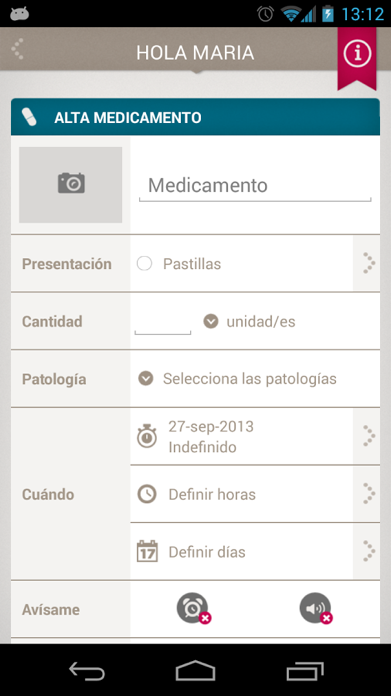 13:12
HOLA MARIA
ALTA MEDICAMENTO
Medicamento
Presentación
Pastillas
Cantidad
unidad/es
Patología
Selecciona las patologías
Cuándo
27-sep-2013
Indefinido
Definir horas
17
Definir días
Avísame